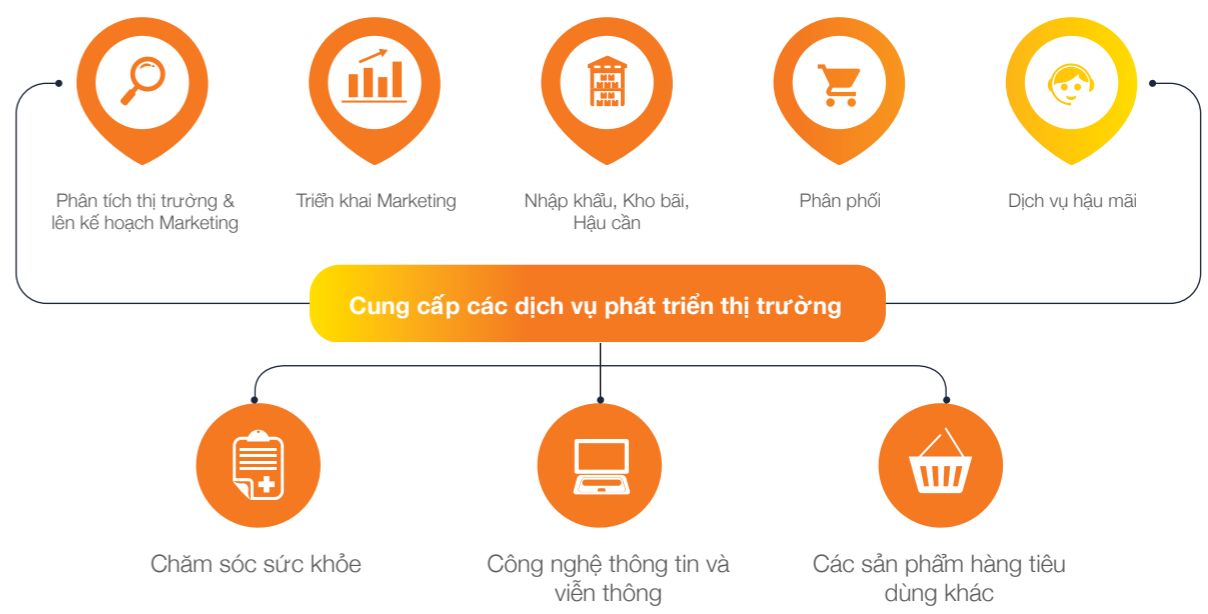 Phân tích thị trường &
lên kế hoạch Marketing
Triển khai Marketing
Nhập khẩu, Kho bãi,
Hậu cần
Phân phối
Dịch vụ hậu mãi
Cung cấp các dịch vụ phát triển thị trường
Chăm sóc sức khỏe
Công nghệ thông tin và
viễn thông
Các sản phẩm hàng tiêu
dùng khác